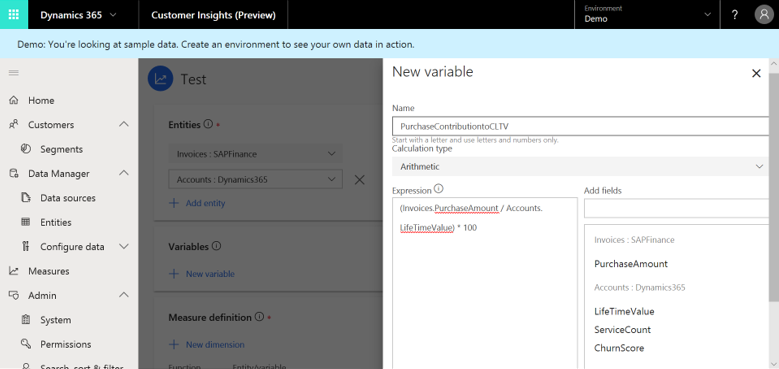 Dynamics 365
Customer Insights (Preview)
Environment
Demo
?
Demo: You're looking at sample data. Create an environment to see your own data in action.
Home
Customers
Segments
Data Manager
Data sources
Entities
Configure data
Measures
Admin
System
Permissions
Search, sort & filter
Test
Entities
Invoices : SAPFinance
Accounts : Dynamics365
+ Add entity
Variables
+ New variable
Measure definition
+ New dimension
Function
Entity/variable
New variable
Name
PurchaseContributiontoCLTV
Start with a letter and use letters and numbers only.
Calculation type
Arithmetic
Expression
(Invoices.PurchaseAmount / Accounts.
LifeTimeValue) * 100
Add fields
Invoices : SAPFinance
PurchaseAmount
Accounts : Dynamics365
LifeTimeValue
ServiceCount
ChurnScore